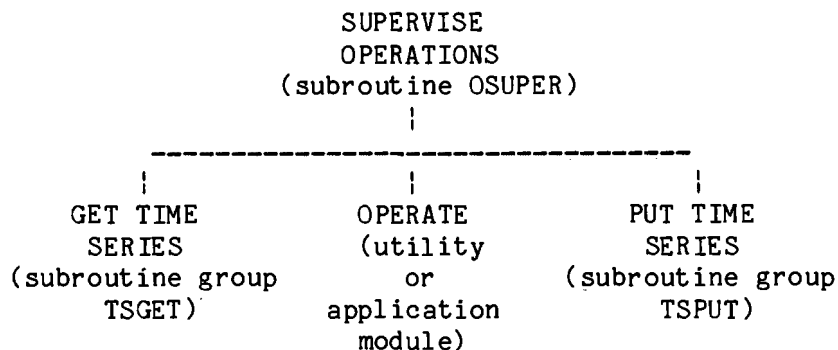 SUPERVISE
OPERATIONS
(subroutine OSUPER)
GET TIME OPERATE PUT TIME
SERIES (utility SERIES
(subroutine group or (subroutine group
TSGET) application TSPUT)
module)